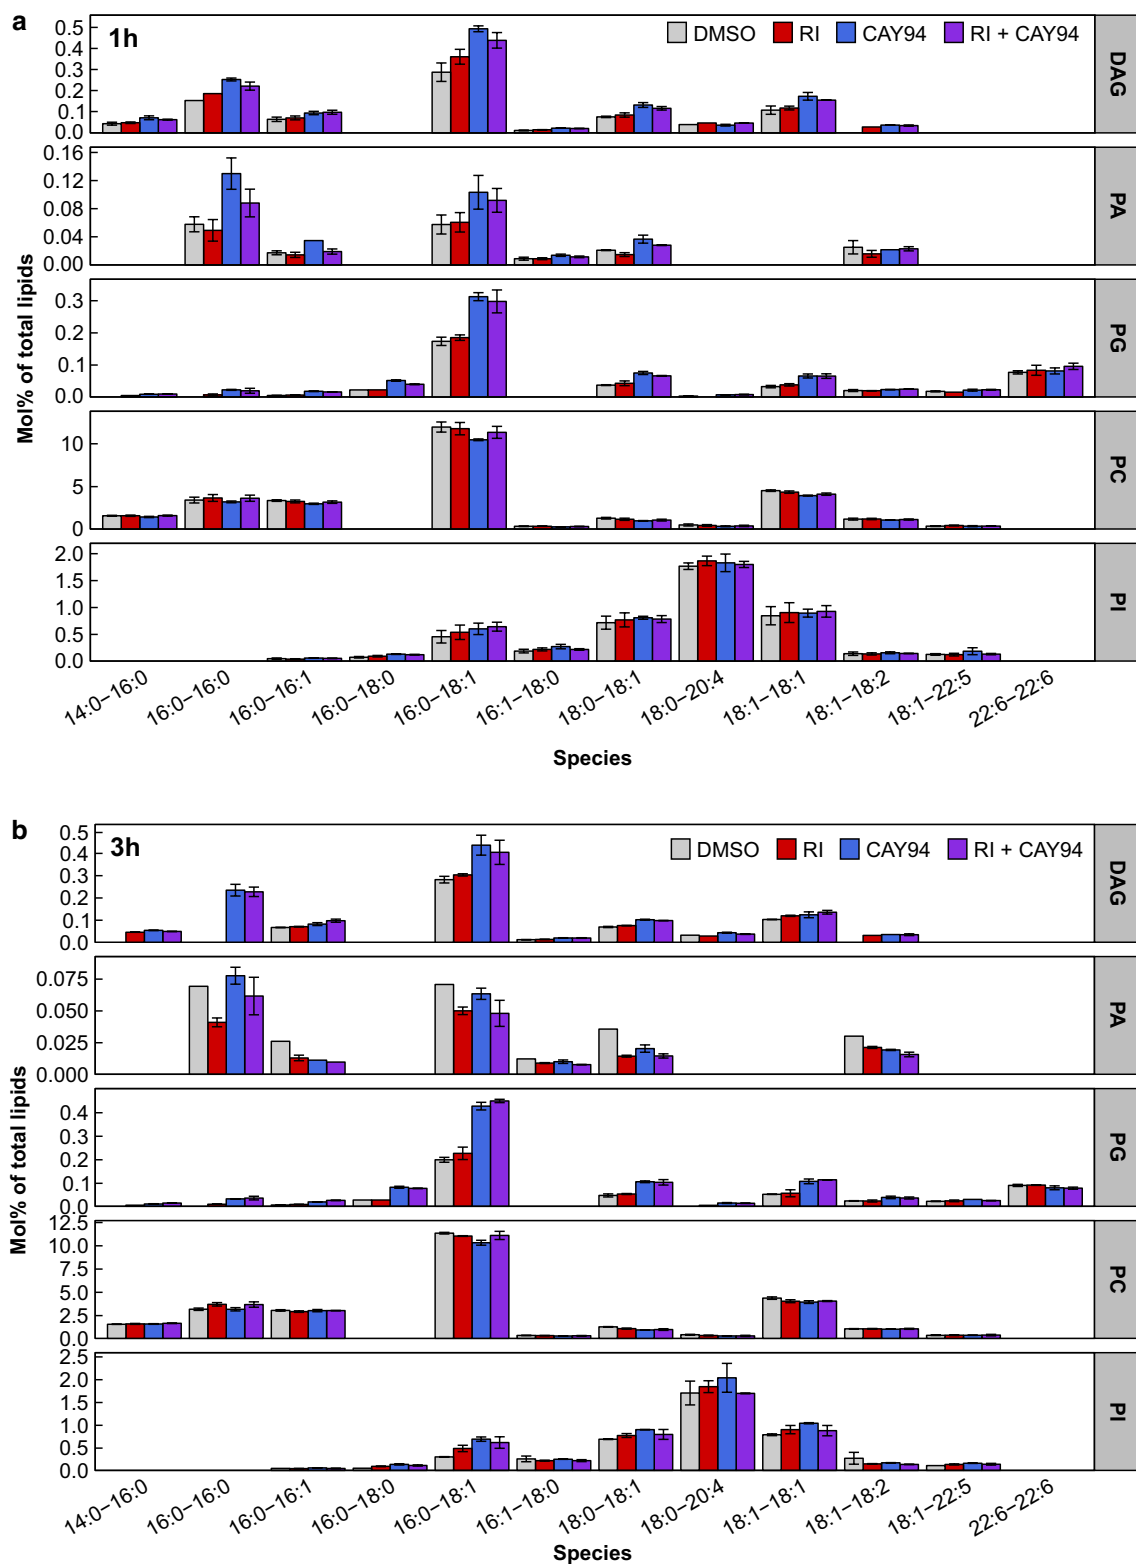 a
1h
DMSO RI CAY94 RI + CAY94
0.5
0.4
0.3
0.2
0.1
0.0
DAG
0.16
0.12
0.08
0.04
0.00
PA
0.3
0.2
0.1
0.0
PG
10
5
0
PC
2.0
1.5
1.0
0.5
0.0
PI
Mol% of total lipids
14:0–16:0 16:0–16:0 16:0–16:1 16:0–18:0 16:0–18:1 16:1–18:0 18:0–18:1 18:0–20:4 18:1–18:1 18:1–18:2 18:1–22:5 22:6–22:6
Species
b
3h
DMSO RI CAY94 RI + CAY94
0.5
0.4
0.3
0.2
0.1
0.0
DAG
0.075
0.050
0.025
0.000
PA
0.4
0.3
0.2
0.1
0.0
PG
12.5
10.0
7.5
5.0
2.5
0.0
PC
2.5
2.0
1.5
1.0
0.5
0.0
PI
Mol% of total lipids
14:0–16:0 16:0–16:0 16:0–16:1 16:0–18:0 16:0–18:1 16:1–18:0 18:0–18:1 18:0–20:4 18:1–18:1 18:1–18:2 18:1–22:5 22:6–22:6
Species